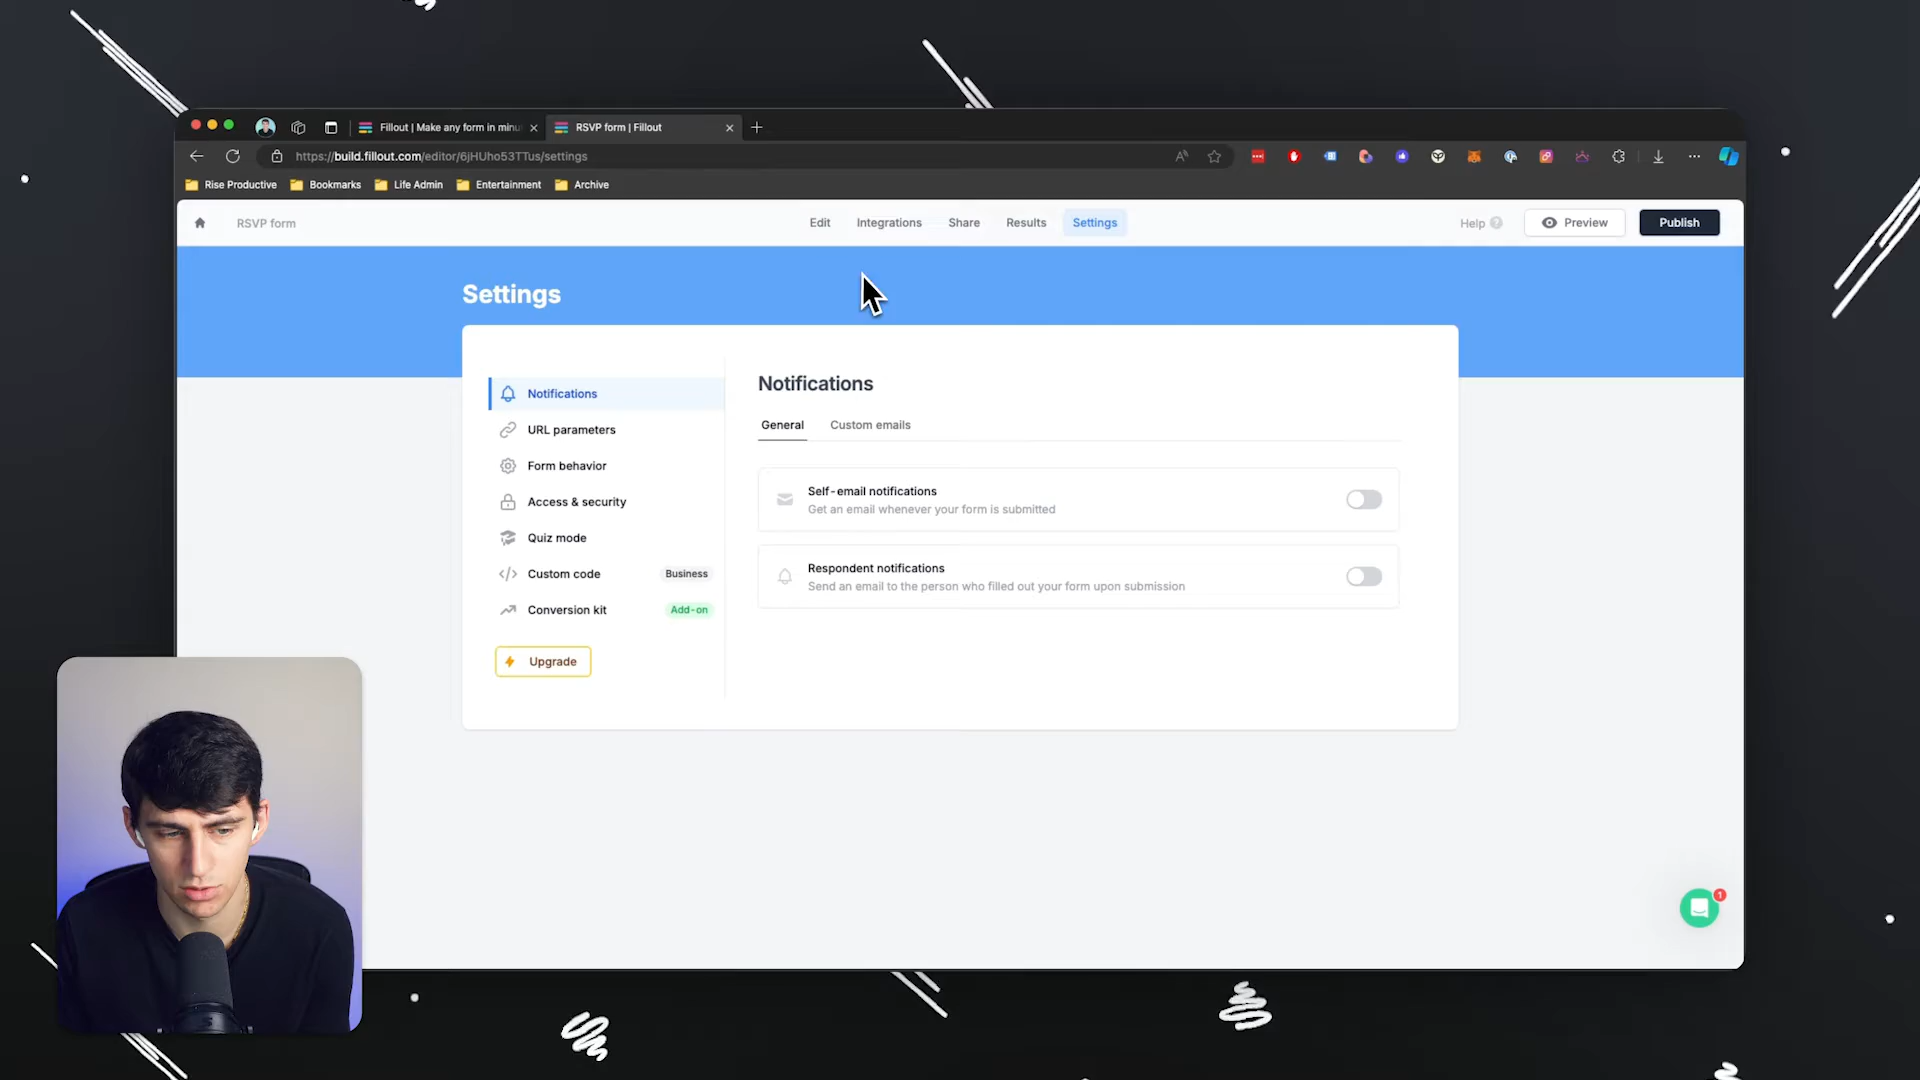 Fillout | Make any form in minu
RSVP form | Fillout
https://build.fillout.com/editor/6jHUho53TTus/settings
Rise Productive
Bookmarks
Life Admin
Entertainment
Archive
RSVP form
Edit
Integrations
Share
Results
Settings
Help
Preview
Publish
Settings
Notifications
URL parameters
Form behavior
Access & security
Quiz mode
Custom code
Business
Conversion kit
Add-on
Upgrade
Notifications
General
Custom emails
Self-email notifications
Get an email whenever your form is submitted
Respondent notifications
Send an email to the person who filled out your form upon submission
1